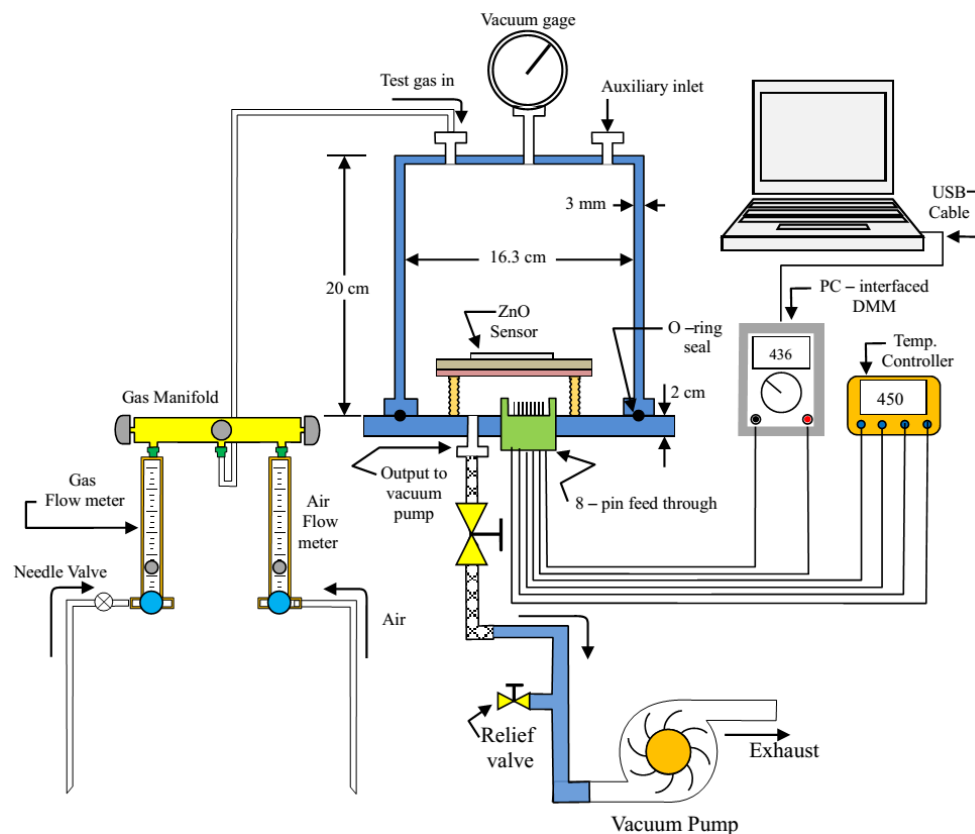 Vacuum gage
Test gas in
Auxiliary inlet
3 mm
USB–
Cable
16.3 cm
20 cm
PC – interfaced
DMM
ZnO
Sensor
O –ring
seal
436
Temp.
Controller
450
2 cm
Gas Manifold
Gas
Flow meter
Output to
vacuum
pump
8 – pin feed through
Air
Flow
meter
Needle Valve
Air
Relief
valve
Exhaust
Vacuum Pump